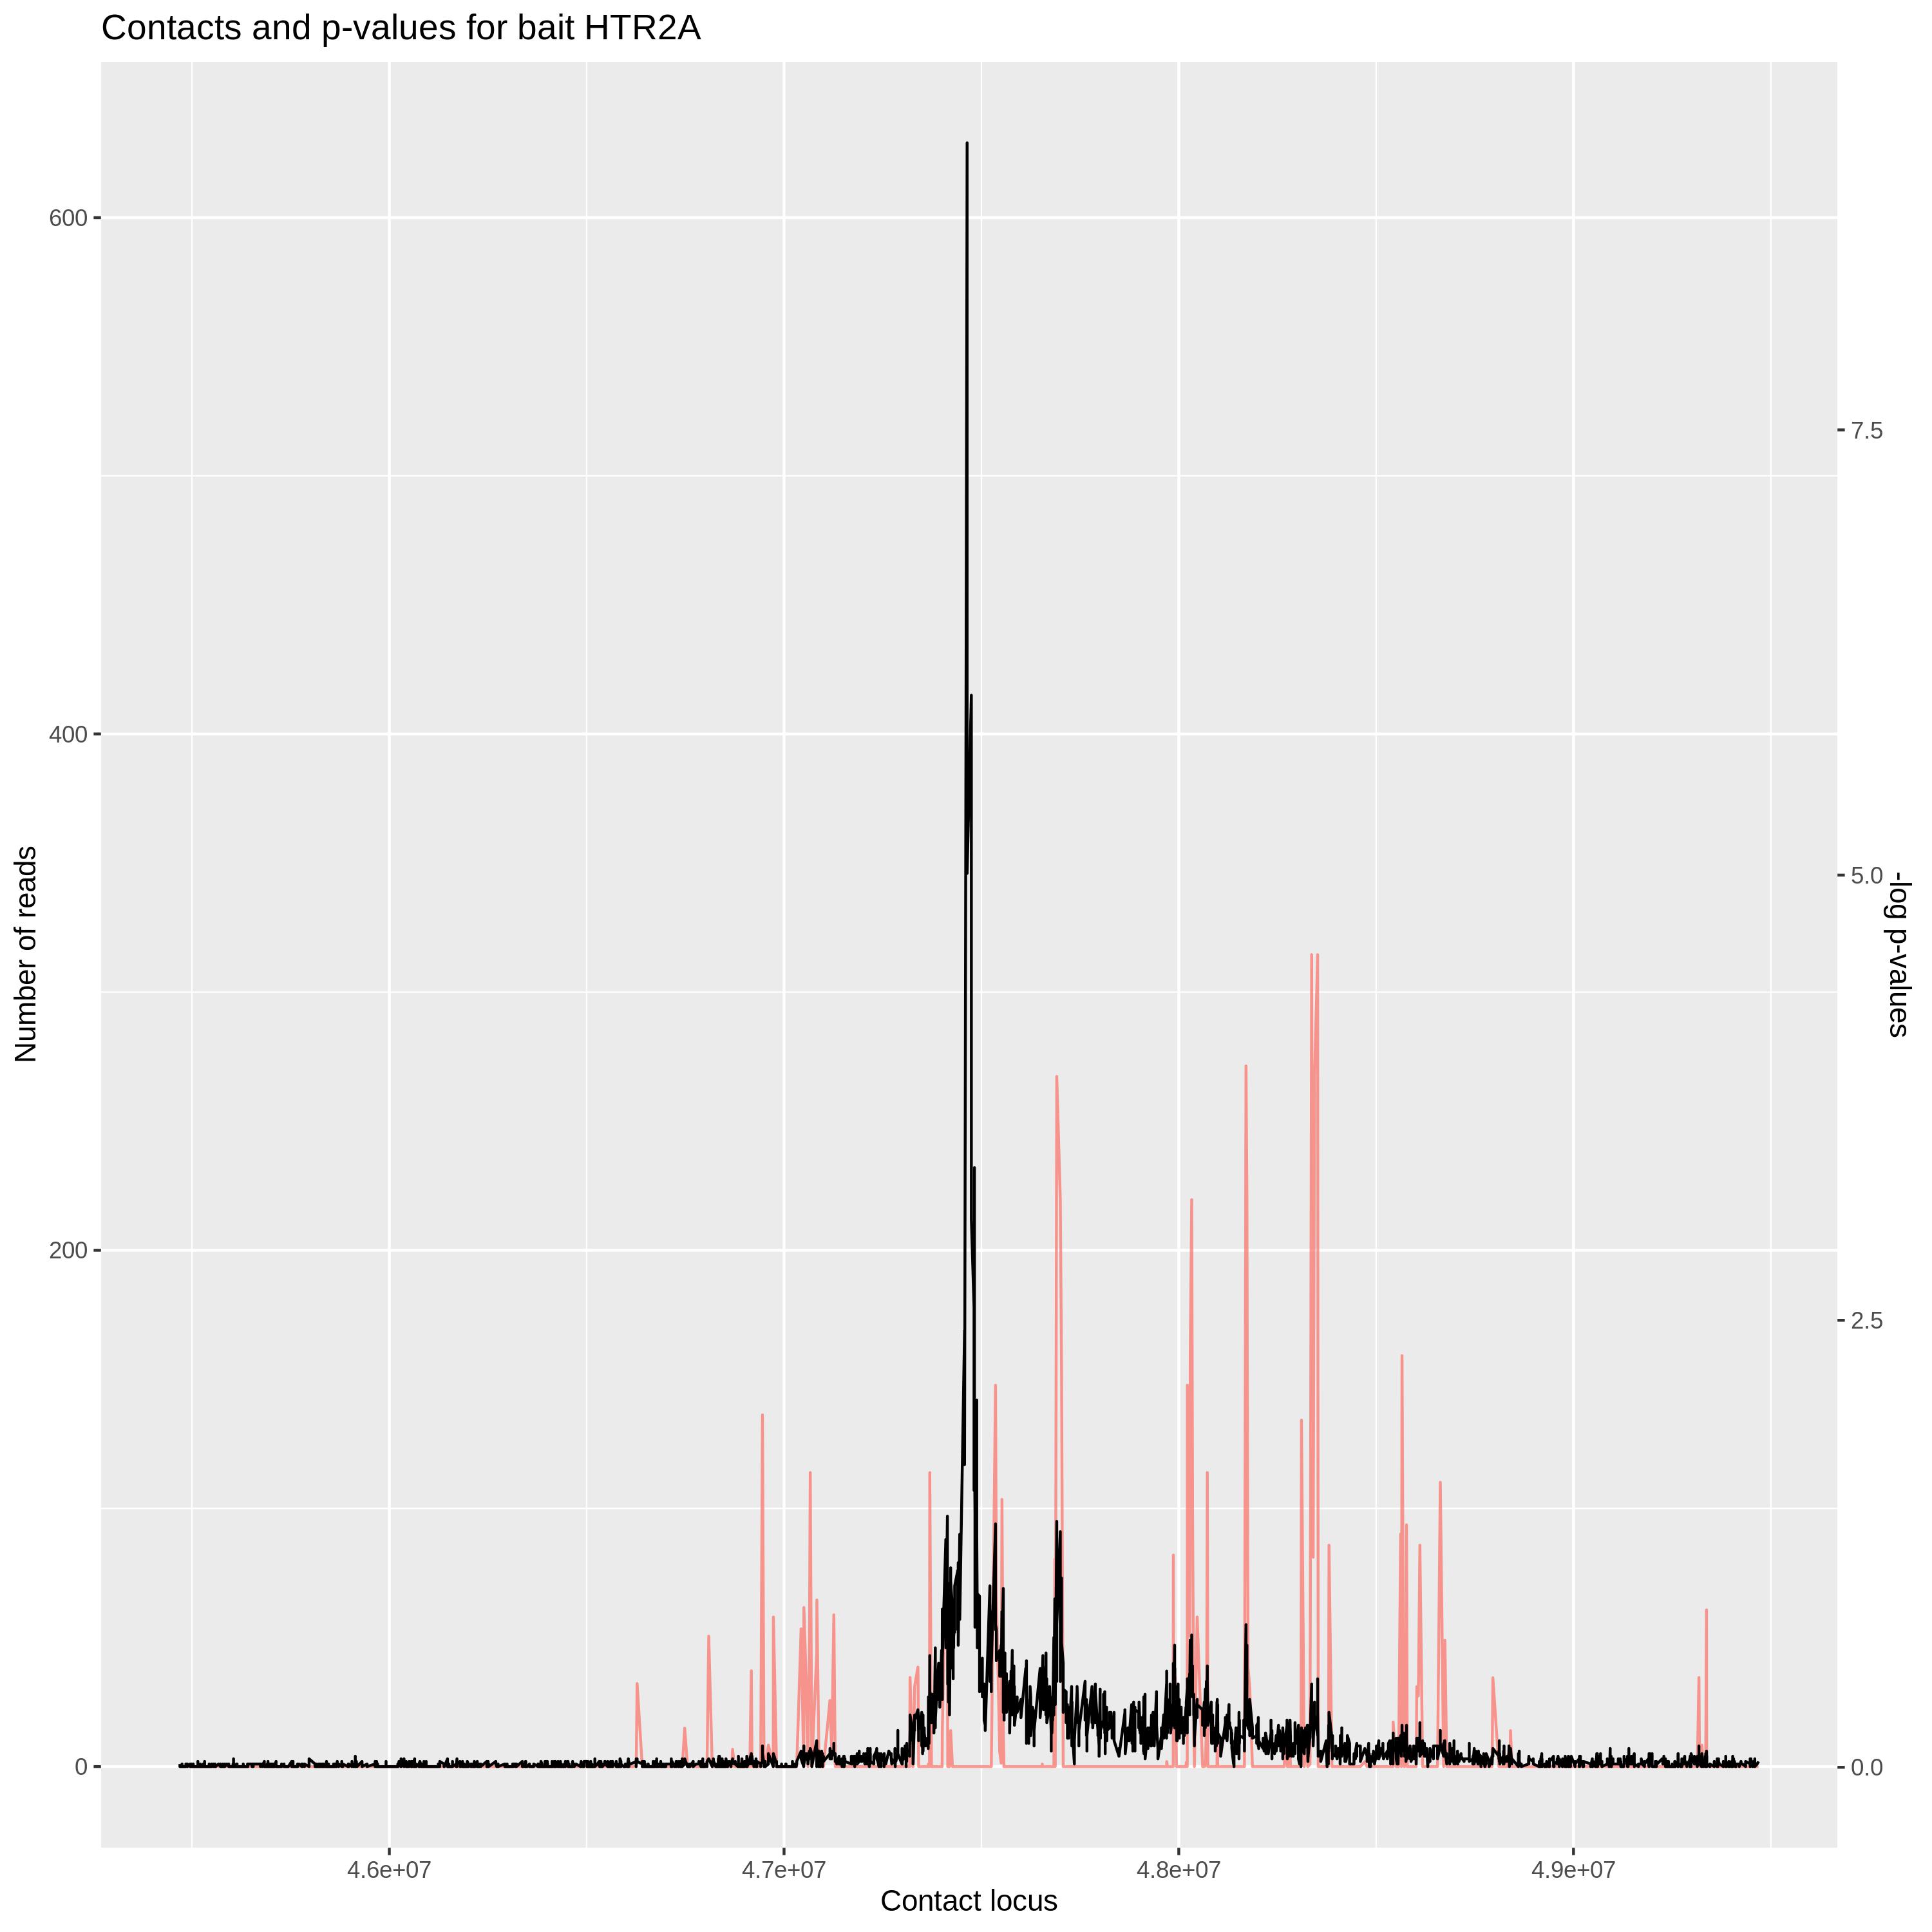 Contacts and p-values for bait HTR2A
Number of reads
600
400
200
0
7.5
5.0
2.5
0.0
-log p-values
4.6e+07
4.7e+07
4.8e+07
4.9e+07
Contact locus